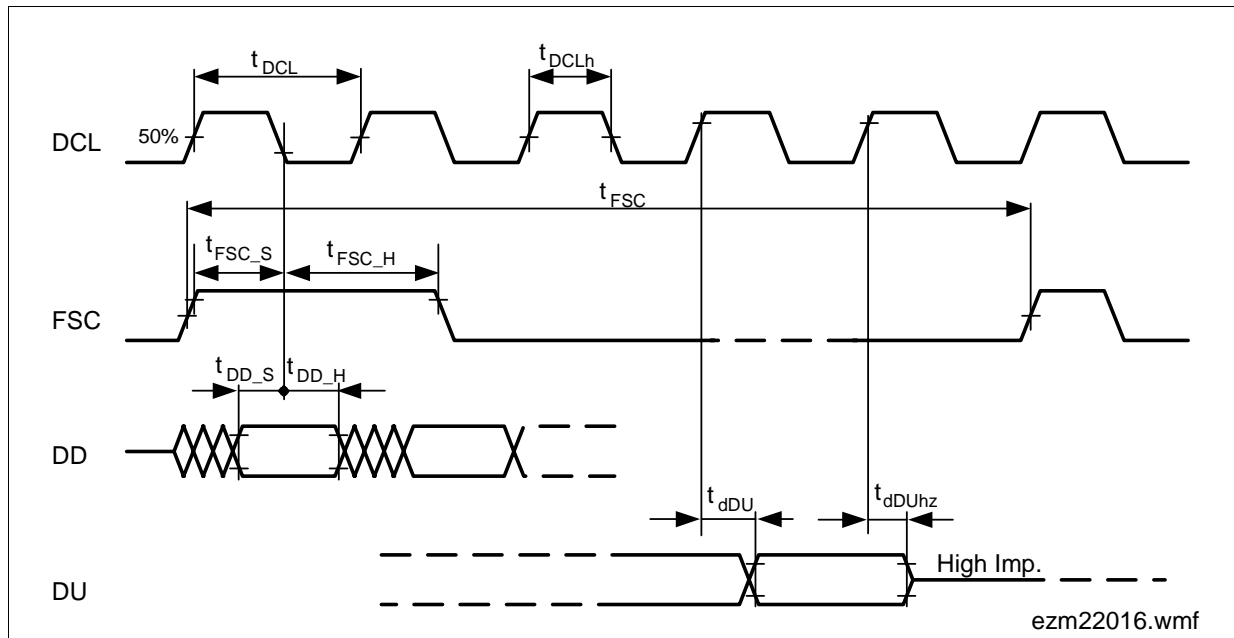 t DCL
t DCLh
DCL
50%
t FSC
t FSC_S
t FSC_H
FSC
t DD_S
t DD_H
DD
t dDU
t dDUhz
DU
High Imp.
ezm22016.wmf